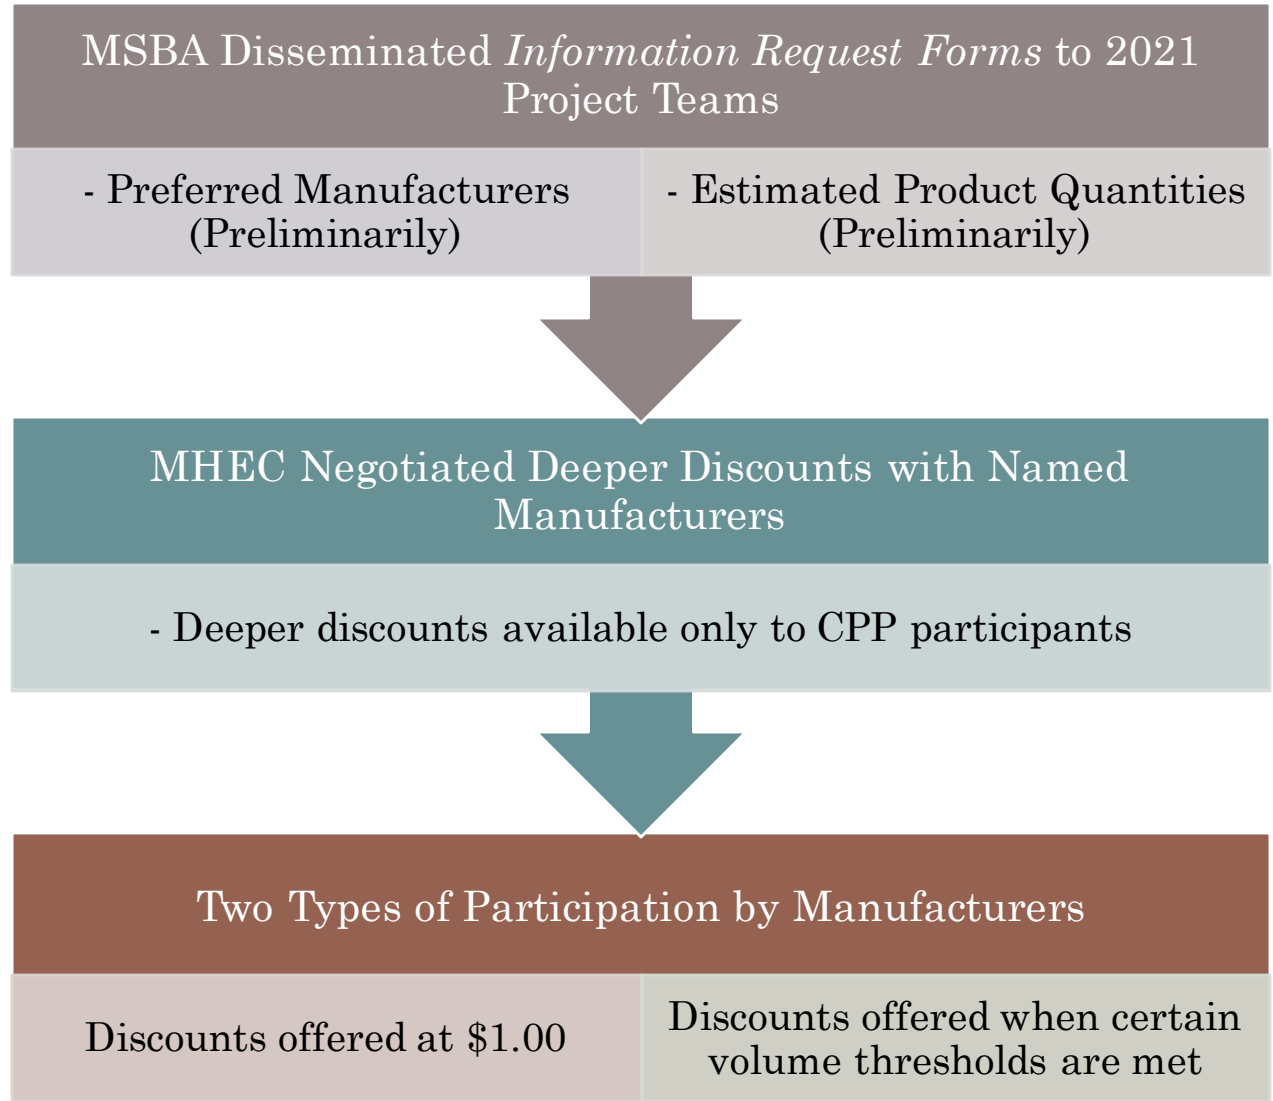 MSBA Disseminated Information Request Forms to 2021
Project Teams
- Preferred Manufacturers
(Preliminarily)
- Estimated Product Quantities
(Preliminarily)
MHEC Negotiated Deeper Discounts with Named
Manufacturers
- Deeper discounts available only to CPP participants
Two Types of Participation by Manufacturers
Discounts offered at $1.00
Discounts offered when certain
volume thresholds are met